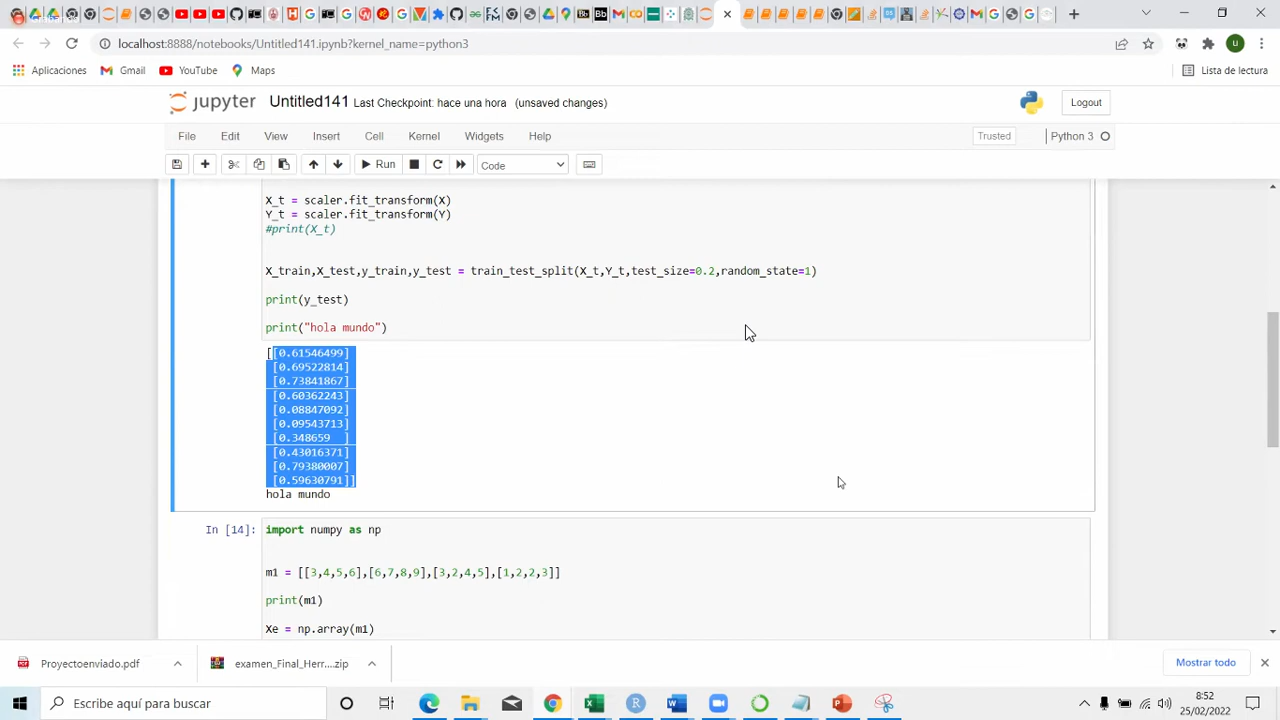 localhost:8888/notebooks/Untitled141.ipynb?kernel_name=python3
Aplicaciones
Gmail
YouTube
Maps
Lista de lectura
jupyter Untitled141 Last Checkpoint: hace una hora (unsaved changes)
Logout
File Edit View Insert Cell Kernel Widgets Help
Trusted
Python 3
Run
Code
X_t = scaler.fit_transform(X)
Y_t = scaler.fit_transform(Y)
#print(X_t)
X_train,X_test,y_train,y_test = train_test_split(X_t,Y_t,test_size=0.2,random_state=1)
print(y_test)
print("hola mundo")
[[0.61546499]
[0.69522814]
[0.73841867]
[0.60362243]
[0.08847092]
[0.09543713]
[0.348659 ]
[0.43016371]
[0.79380007]
[0.59630791]]
hola mundo
In [14]: import numpy as np
m1 = [[3,4,5,6],[6,7,8,9],[3,2,4,5],[1,2,2,3]]
print(m1)
Xe = np.array(m1)
Proyectoenviado.pdf
examen_Final_Herr....zip
Mostrar todo
Escribe aquí para buscar
8:52
25/02/2022